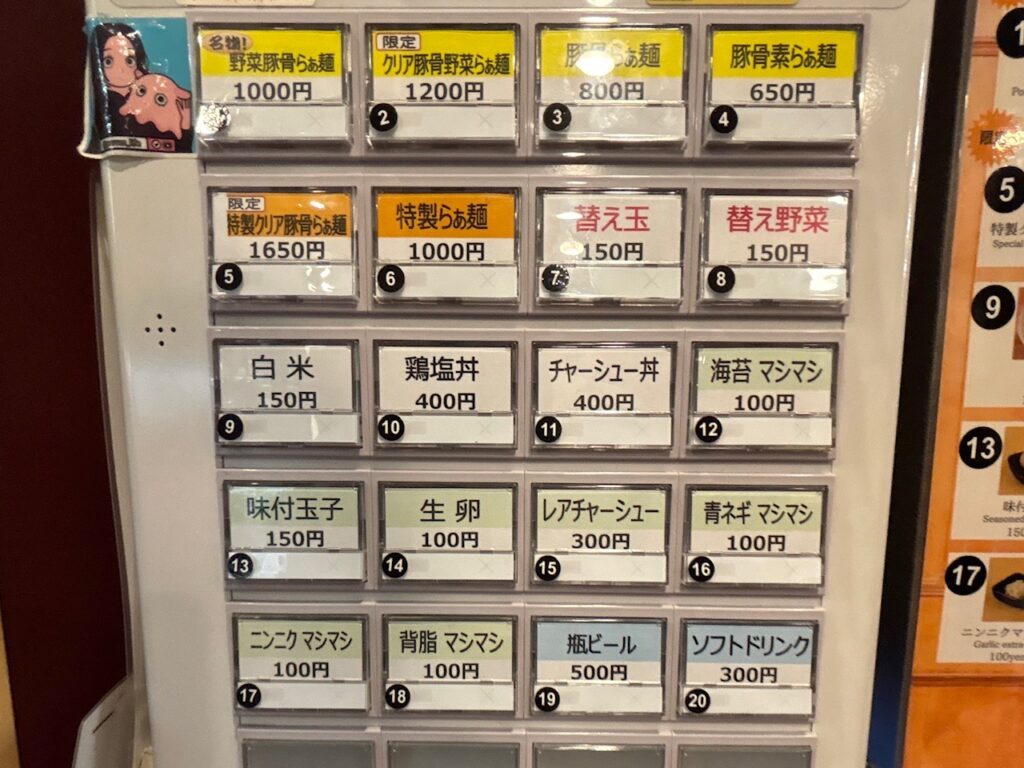 名物!
野菜豚骨らぁ麺
1000円
限定
クリア豚骨野菜らぁ麺
1200円
2
豚骨らぁ麺
800円
3
豚骨素らぁ麺
650円
4
限定
特製クリア豚骨らぁ麺
1650円
5
特製らぁ麺
1000円
6
替え玉
150円
7
替え野菜
150円
8
白米
150円
9
鶏塩丼
400円
10
チャーシュー丼
400円
11
海苔 マシマシ
100円
12
味付玉子
150円
13
生卵
100円
14
レアチャーシュー
300円
15
青ネギ マシマシ
100円
16
ニンニク マシマシ
100円
17
背脂 マシマシ
100円
18
瓶ビール
500円
19
ソフトドリンク
300円
20
1
限定
5
特製
Special
9
13
味付
Seasoned
150
17
ニンニクマ
Garlic extra
100yen